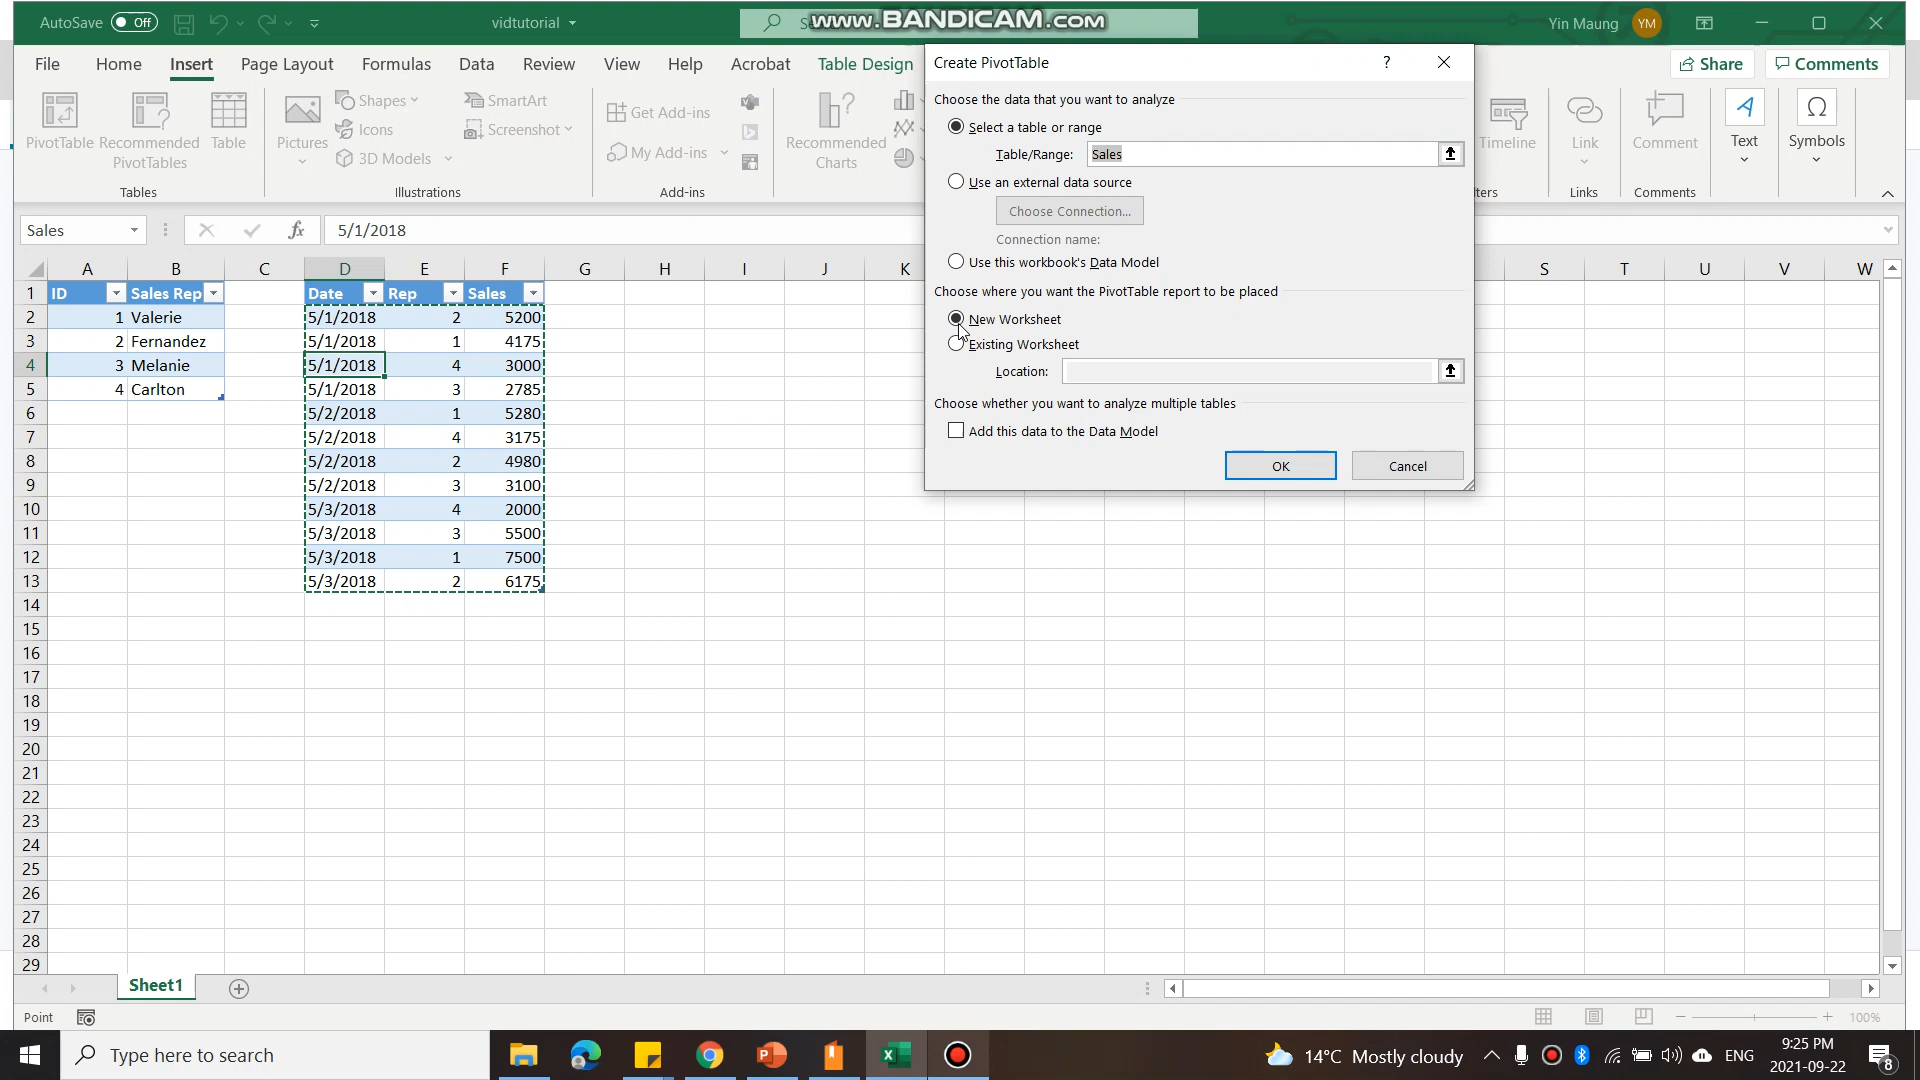 AutoSave Off
vidtutorial
www.BANDICAM.com
Yin Maung YM
File Home Insert Page Layout Formulas Data Review View Help Acrobat Table Design
Share Comments
PivotTable
Recommended PivotTables
Table
Tables
Pictures
Shapes
Icons
3D Models
SmartArt
Screenshot
Illustrations
Get Add-ins
My Add-ins
Add-ins
Recommended Charts
Timeline
Link
Links
Comment
Comments
Text
Symbols
Sales fx 5/1/2018
Create PivotTable ?
Choose the data that you want to analyze
Select a table or range
Table/Range: Sales
Use an external data source
Choose Connection...
Connection name:
Use this workbook's Data Model
Choose where you want the PivotTable report to be placed
New Worksheet
Existing Worksheet
Location:
Choose whether you want to analyze multiple tables
Add this data to the Data Model
OK Cancel
A B C D E F G H I J K S T U V W
1 ID Sales Rep Date Rep Sales
2 1 Valerie 5/1/2018 2 5200
3 2 Fernandez 5/1/2018 1 4175
4 3 Melanie 5/1/2018 4 3000
5 4 Carlton 5/1/2018 3 2785
6 5/2/2018 1 5280
7 5/2/2018 4 3175
8 5/2/2018 2 4980
9 5/2/2018 3 3100
10 5/3/2018 4 2000
11 5/3/2018 3 5500
12 5/3/2018 1 7500
13 5/3/2018 2 6175
14
15
16
17
18
19
20
21
22
23
24
25
26
27
28
29
Sheet1
Point 100%
Type here to search
14°C Mostly cloudy
ENG
9:25 PM
2021-09-22
8